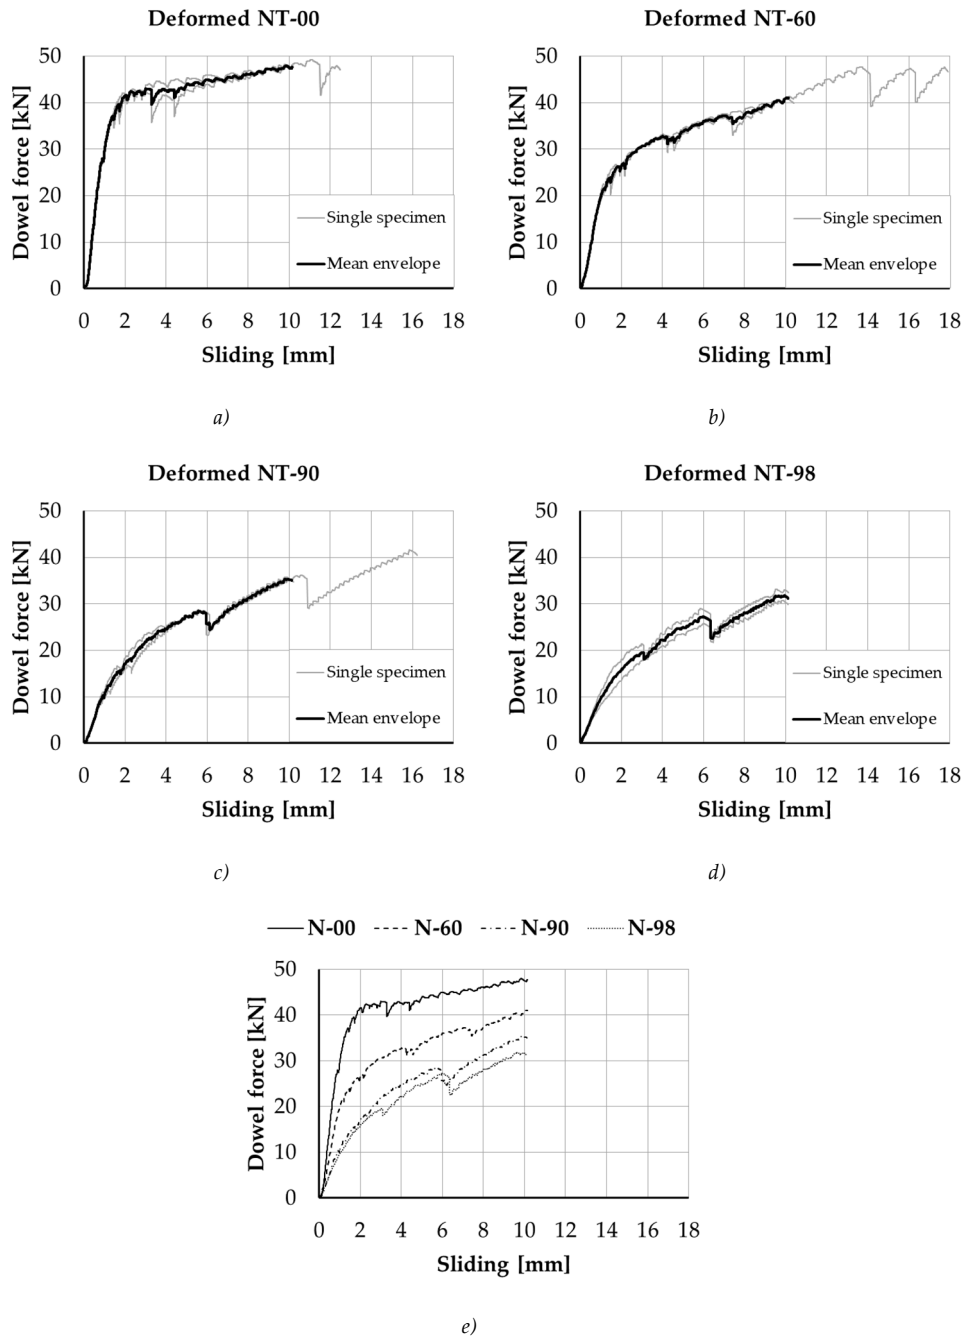 Deformed NT-00
Deformed NT-60
50
40
30
20
10
0
Dowel force [kN]
Single specimen
Mean envelope
0 2 4 6 8 10 12 14 16 18
Sliding [mm]
50
40
30
20
10
0
Dowel force [kN]
Single specimen
Mean envelope
0 2 4 6 8 10 12 14 16 18
Sliding [mm]
a)
b)
Deformed NT-90
Deformed NT-98
50
40
30
20
10
0
Dowel force [kN]
Single specimen
Mean envelope
0 2 4 6 8 10 12 14 16 18
Sliding [mm]
50
40
30
20
10
0
Dowel force [kN]
Single specimen
Mean envelope
0 2 4 6 8 10 12 14 16 18
Sliding [mm]
c)
d)
N-00 N-60 N-90 N-98
50
40
30
20
10
0
Dowel force [kN]
0 2 4 6 8 10 12 14 16 18
Sliding [mm]
e)